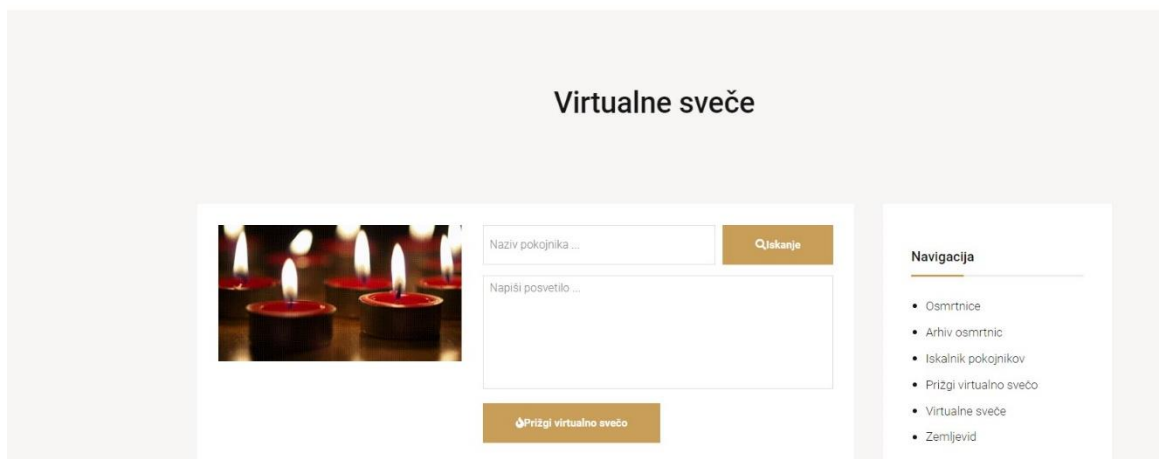 Virtualne sveče
Naziv pokojnika ...
Iskanje
Napiši posvetilo ...
Prižgi virtualno svečo
Navigacija
Osmrtnice
Arhiv osmrtnic
Iskalnik pokojnikov
Prižgi virtualno svečo
Virtualne sveče
Zemljevid